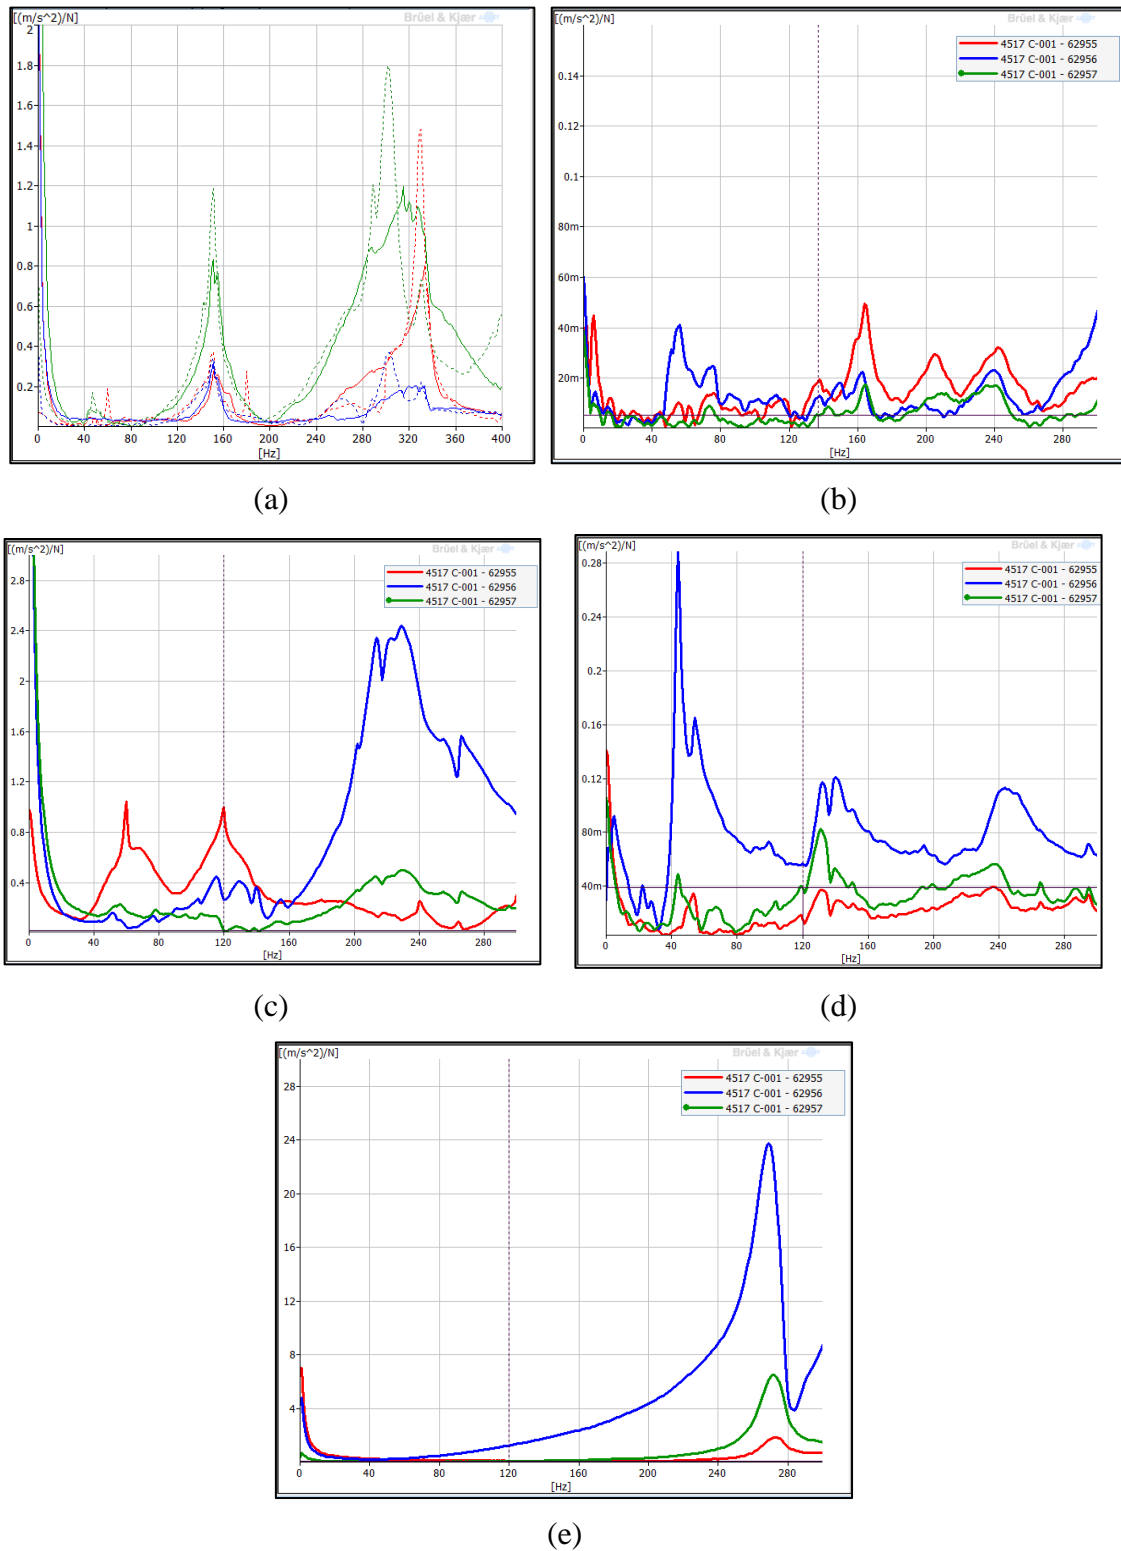 [(m/s^2)/N]
Brüel & Kjær
2
1.8
1.6
1.4
1.2
1
0.8
0.6
0.4
0.2
0 40 80 120 160 200 240 280 320 360 400
[Hz]
(a)
[(m/s^2)/N]
Brüel & Kjær
4517 C-001 - 62955
4517 C-001 - 62956
4517 C-001 - 62957
0.14
0.12
0.1
80m
60m
40m
20m
0 40 80 120 160 200 240 280
[Hz]
(b)
[(m/s^2)/N]
Brüel & Kjær
4517 C-001 - 62955
4517 C-001 - 62956
4517 C-001 - 62957
2.8
2.4
2
1.6
1.2
0.8
0.4
0 40 80 120 160 200 240 280
[Hz]
(c)
[(m/s^2)/N]
Brüel & Kjær
4517 C-001 - 62955
4517 C-001 - 62956
4517 C-001 - 62957
0.28
0.24
0.2
0.16
0.12
80m
40m
0 40 80 120 160 200 240 280
[Hz]
(d)
[(m/s^2)/N]
Brüel & Kjær
4517 C-001 - 62955
4517 C-001 - 62956
4517 C-001 - 62957
28
24
20
16
12
8
4
0 40 80 120 160 200 240 280
[Hz]
(e)